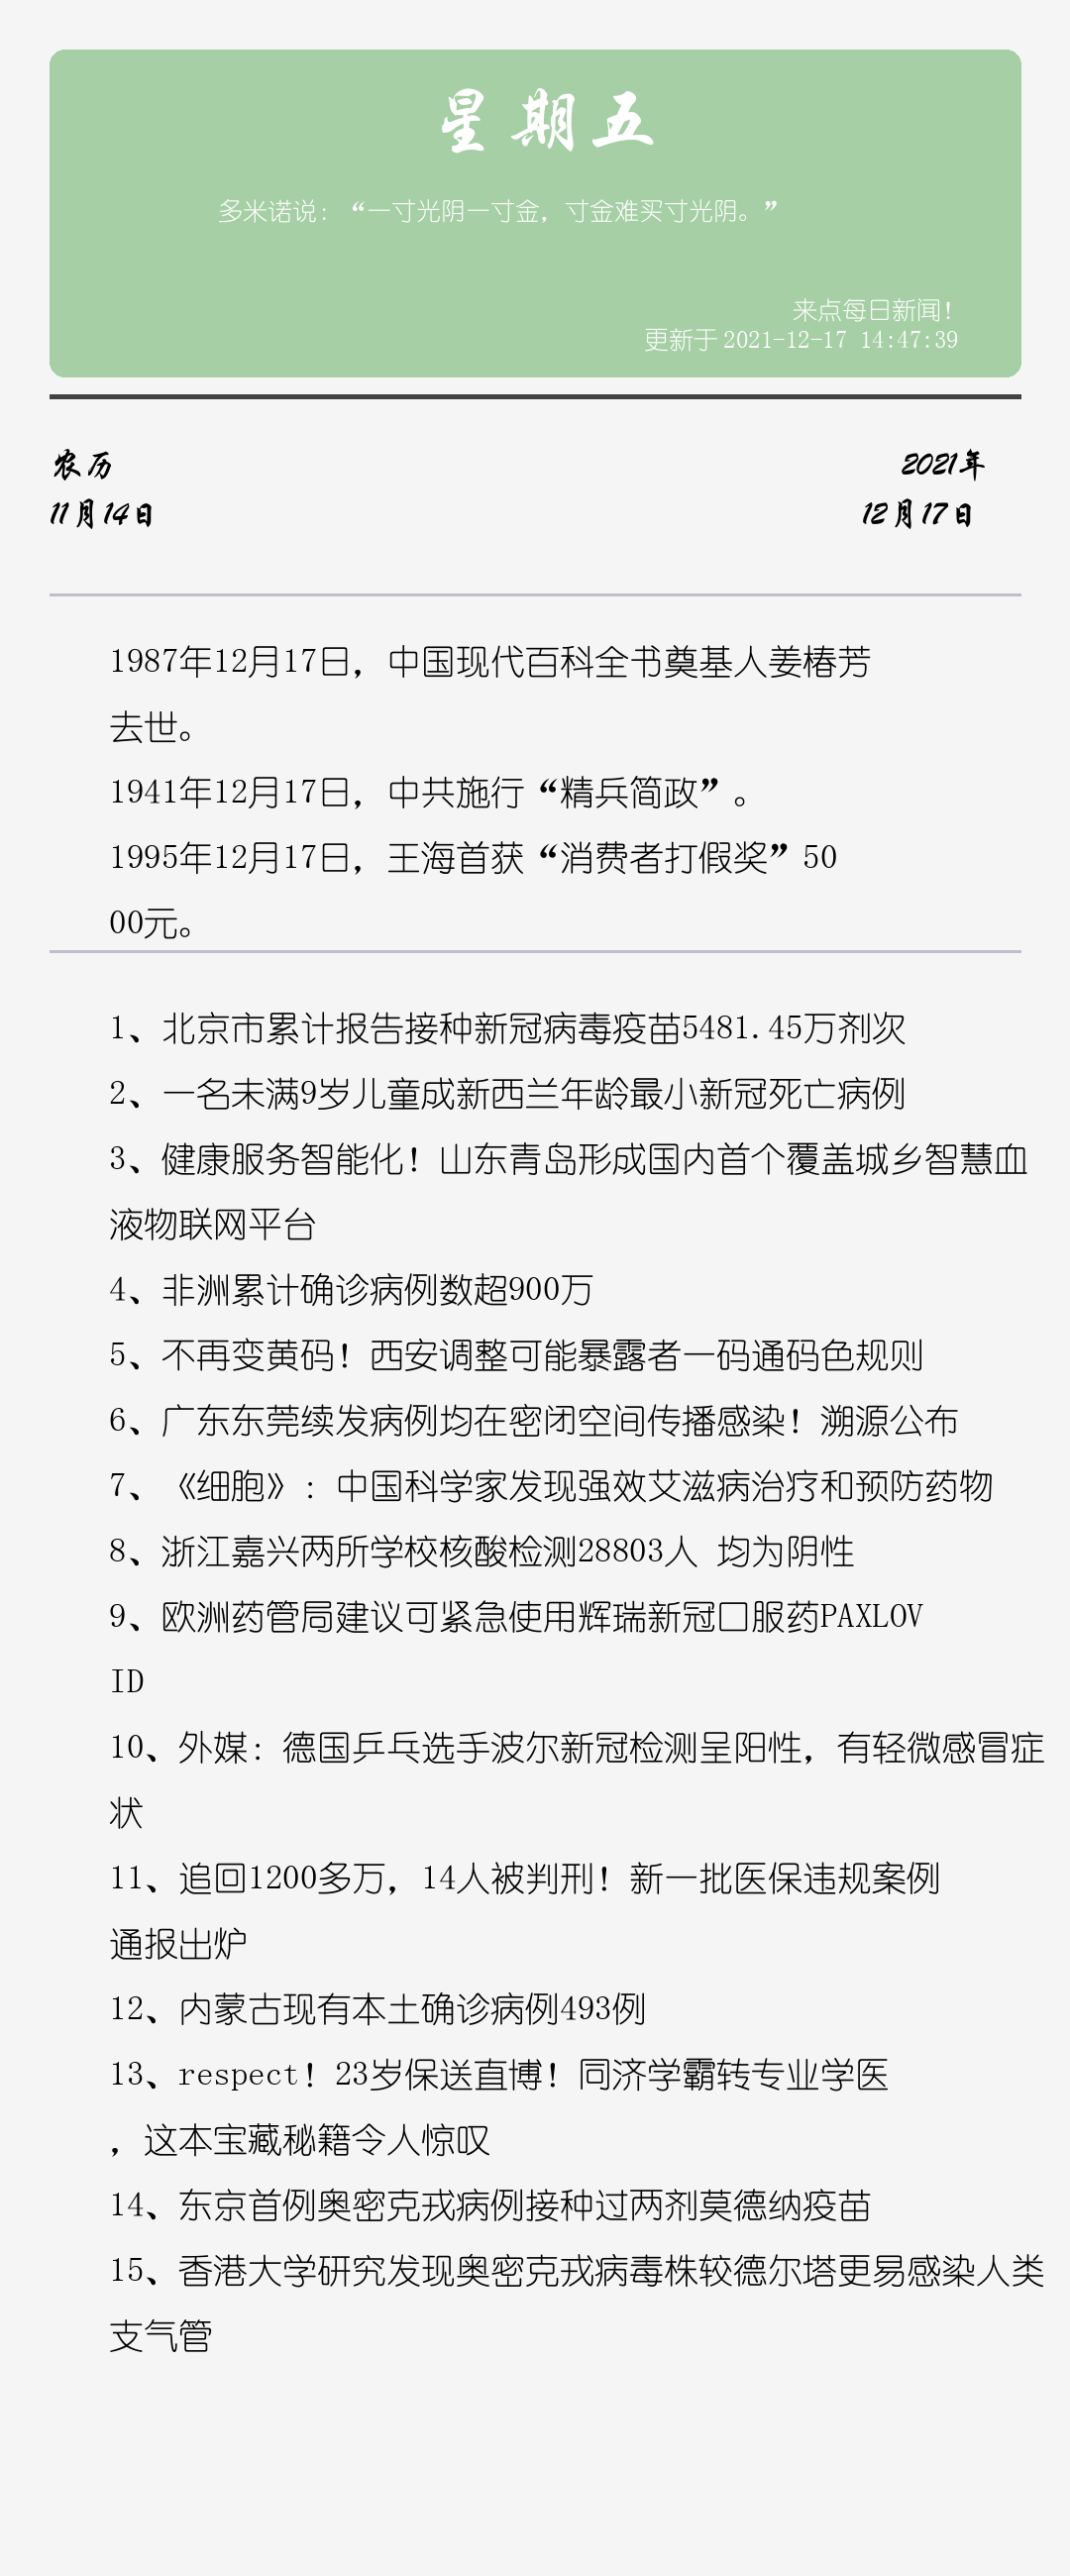 星期五
多米诺说：“一寸光阴一寸金，寸金难买寸光阴。”
来点每日新闻！
更新于2021-12-17 14:47:39
农历
2021年
11月14日
12月17日
1987年12月17日，中国现代百科全书奠基人姜椿芳
去世。
1941年12月17日，中共施行“精兵简政”。
1995年12月17日，王海首获“消费者打假奖”50
00元。
1、北京市累计报告接种新冠病毒疫苗5481.45万剂次
2、一名未满9岁儿童成新西兰年龄最小新冠死亡病例
3、健康服务智能化！山东青岛形成国内首个覆盖城乡智慧血
液物联网平台
4、非洲累计确诊病例数超900万
5、不再变黄码！西安调整可能暴露者一码通码色规则
6、广东东莞续发病例均在密闭空间传播感染！溯源公布
7、《细胞》：中国科学家发现强效艾滋病治疗和预防药物
8、浙江嘉兴两所学校核酸检测28803人 均为阴性
9、欧洲药管局建议可紧急使用辉瑞新冠口服药PAXLOV
ID
10、外媒：德国乒乓选手波尔新冠检测呈阳性，有轻微感冒症
状
11、追回1200多万，14人被判刑！新一批医保违规案例
通报出炉
12、内蒙古现有本土确诊病例493例
13、respect！23岁保送直博！同济学霸转专业学医
，这本宝藏秘籍令人惊叹
14、东京首例奥密克戎病例接种过两剂莫德纳疫苗
15、香港大学研究发现奥密克戎病毒株较德尔塔更易感染人类
支气管